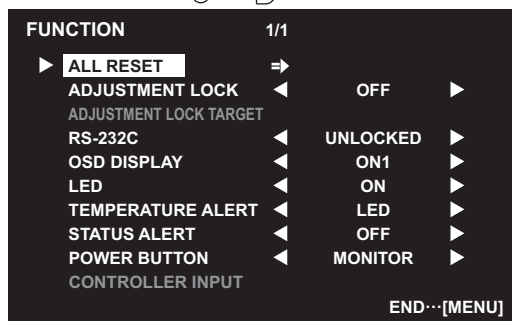 FUNCTION 1/1
ALL RESET
ADJUSTMENT LOCK OFF
ADJUSTMENT LOCK TARGET
RS-232C UNLOCKED
OSD DISPLAY ON1
LED ON
TEMPERATURE ALERT LED
STATUS ALERT OFF
POWER BUTTON MONITOR
CONTROLLER INPUT
END···[MENU]